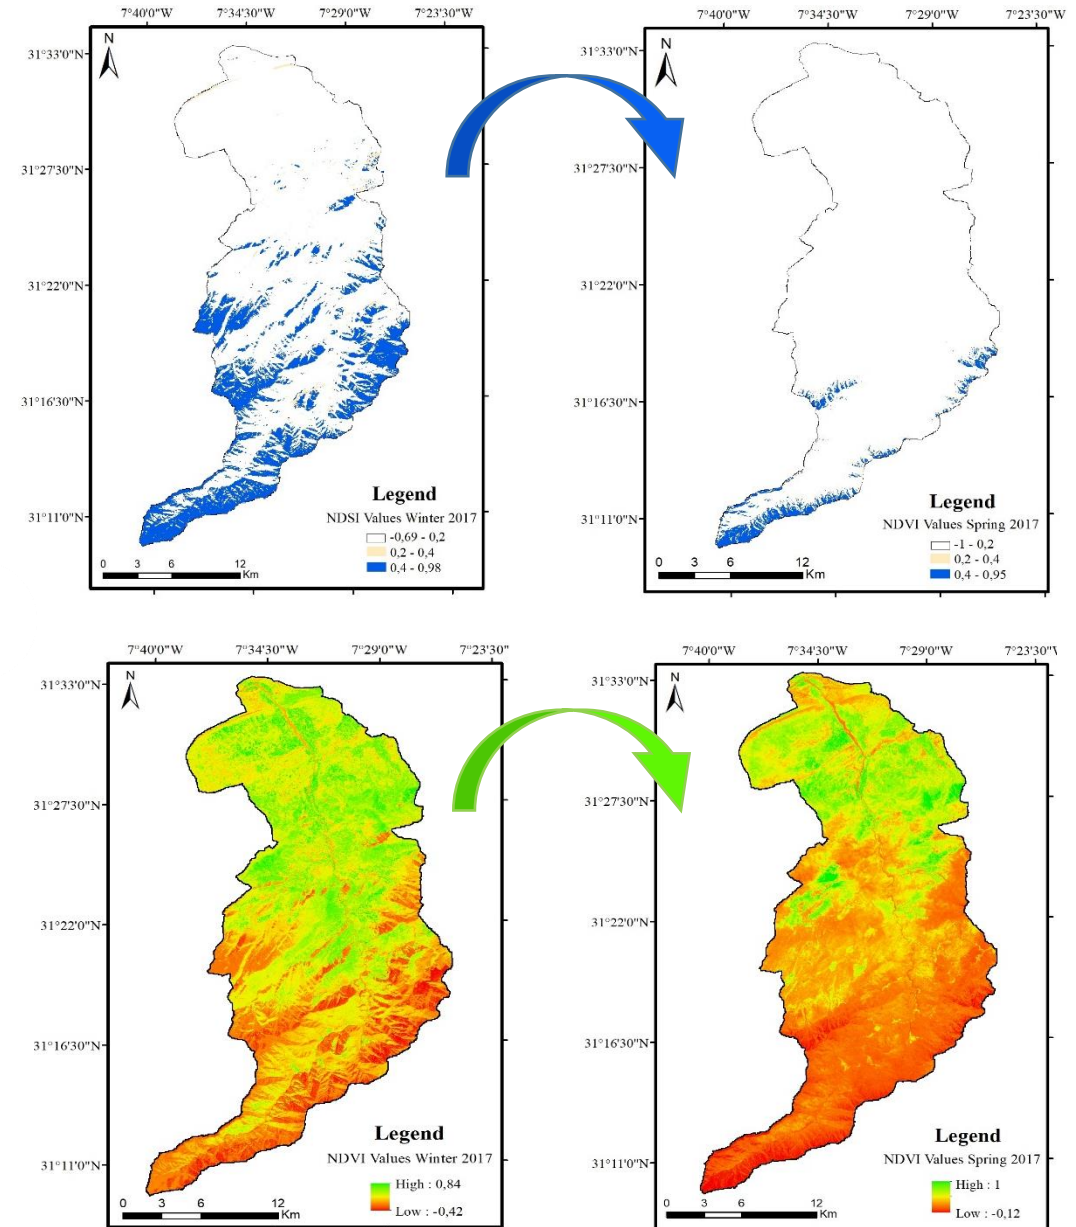 7°40'0"W 7°34'30"W 7°29'0"W 7°23'30"W
N
31°33'0"N
31°27'30"N
31°22'0"N
31°16'30"N
31°11'0"N
Legend
NDSI Values Winter 2017
-0,69 - 0,2
0,2 - 0,4
0,4 - 0,98
0 3 6 12
Km
7°40'0"W 7°34'30"W 7°29'0"W 7°23'30"W
N
31°33'0"N
31°27'30"N
31°22'0"N
31°16'30"N
31°11'0"N
Legend
NDVI Values Spring 2017
-1 - 0,2
0,2 - 0,4
0,4 - 0,95
0 3 6 12
Km
7°40'0"W 7°34'30"W 7°29'0"W 7°23'30"W
N
31°33'0"N
31°27'30"N
31°22'0"N
31°16'30"N
31°11'0"N
Legend
NDVI Values Winter 2017
High : 0,84
Low : -0,42
0 3 6 12
Km
7°40'0"W 7°34'30"W 7°29'0"W 7°23'30"W
N
31°33'0"N
31°27'30"N
31°22'0"N
31°16'30"N
31°11'0"N
Legend
NDVI Values Spring 2017
High : 1
Low : -0,12
0 3 6 12
Km